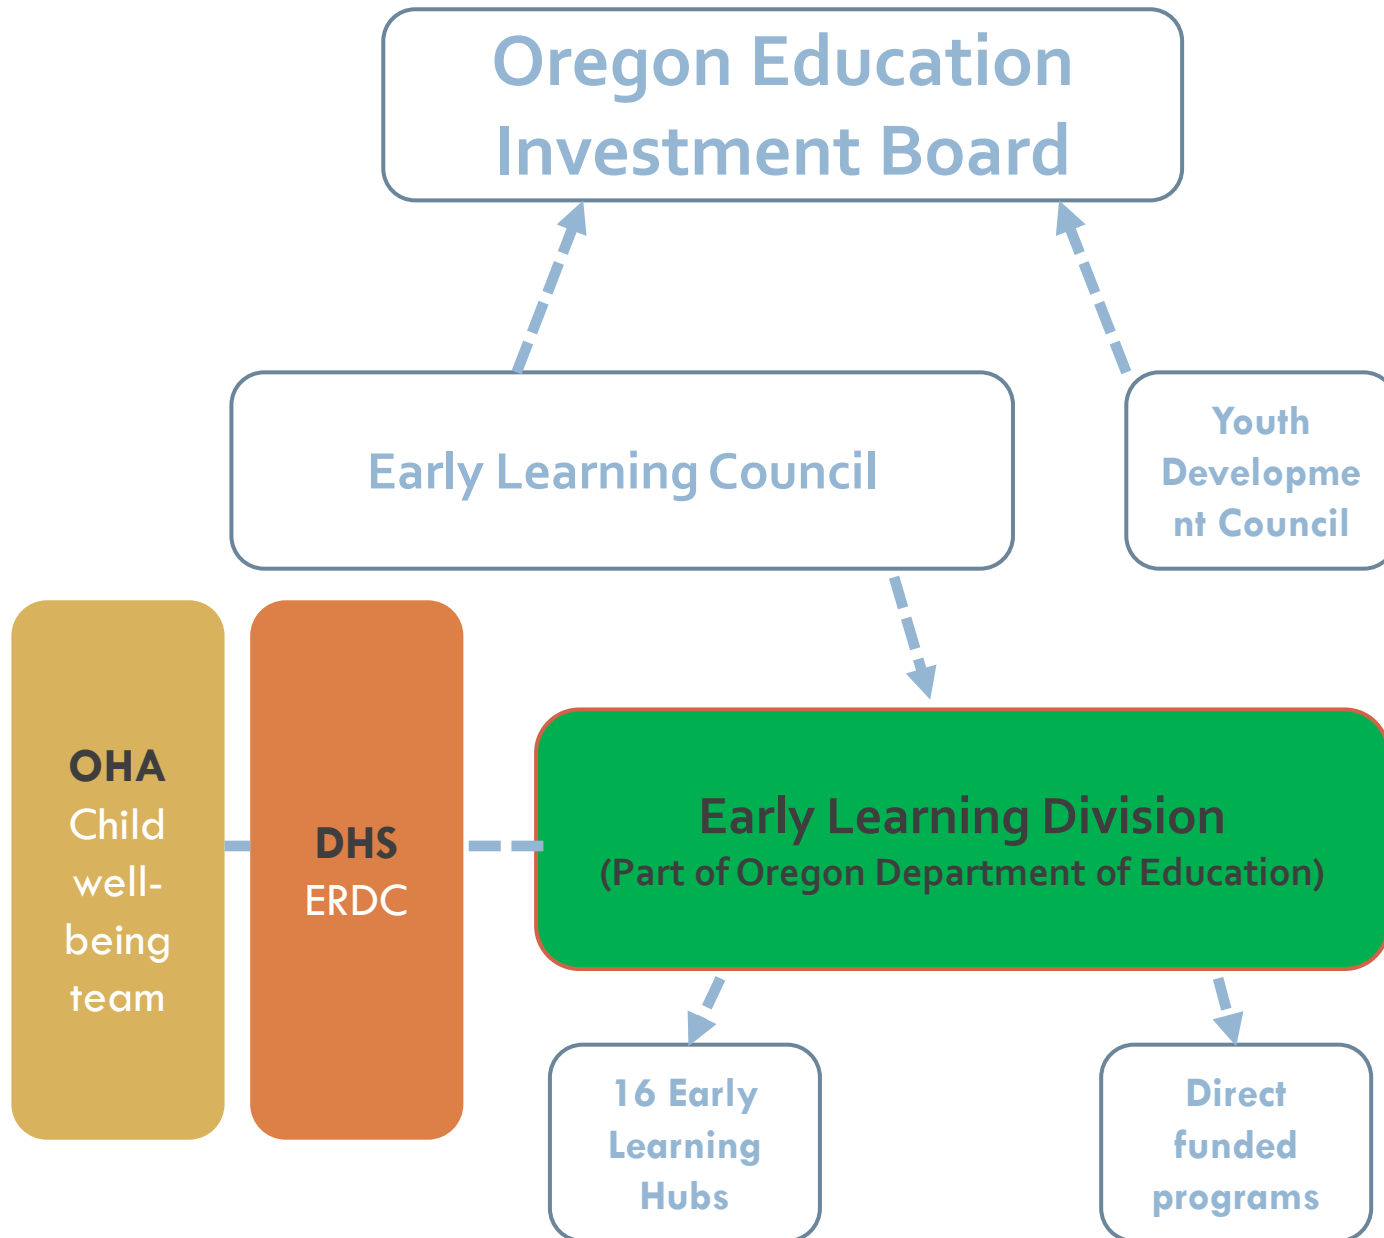 Oregon Education
Investment Board
Early Learning Council
Youth
Developme
nt Council
OHA
Child
well-
being
team
DHS
ERDC
Early Learning Division
(Part of Oregon Department of Education)
16 Early
Learning
Hubs
Direct
funded
programs